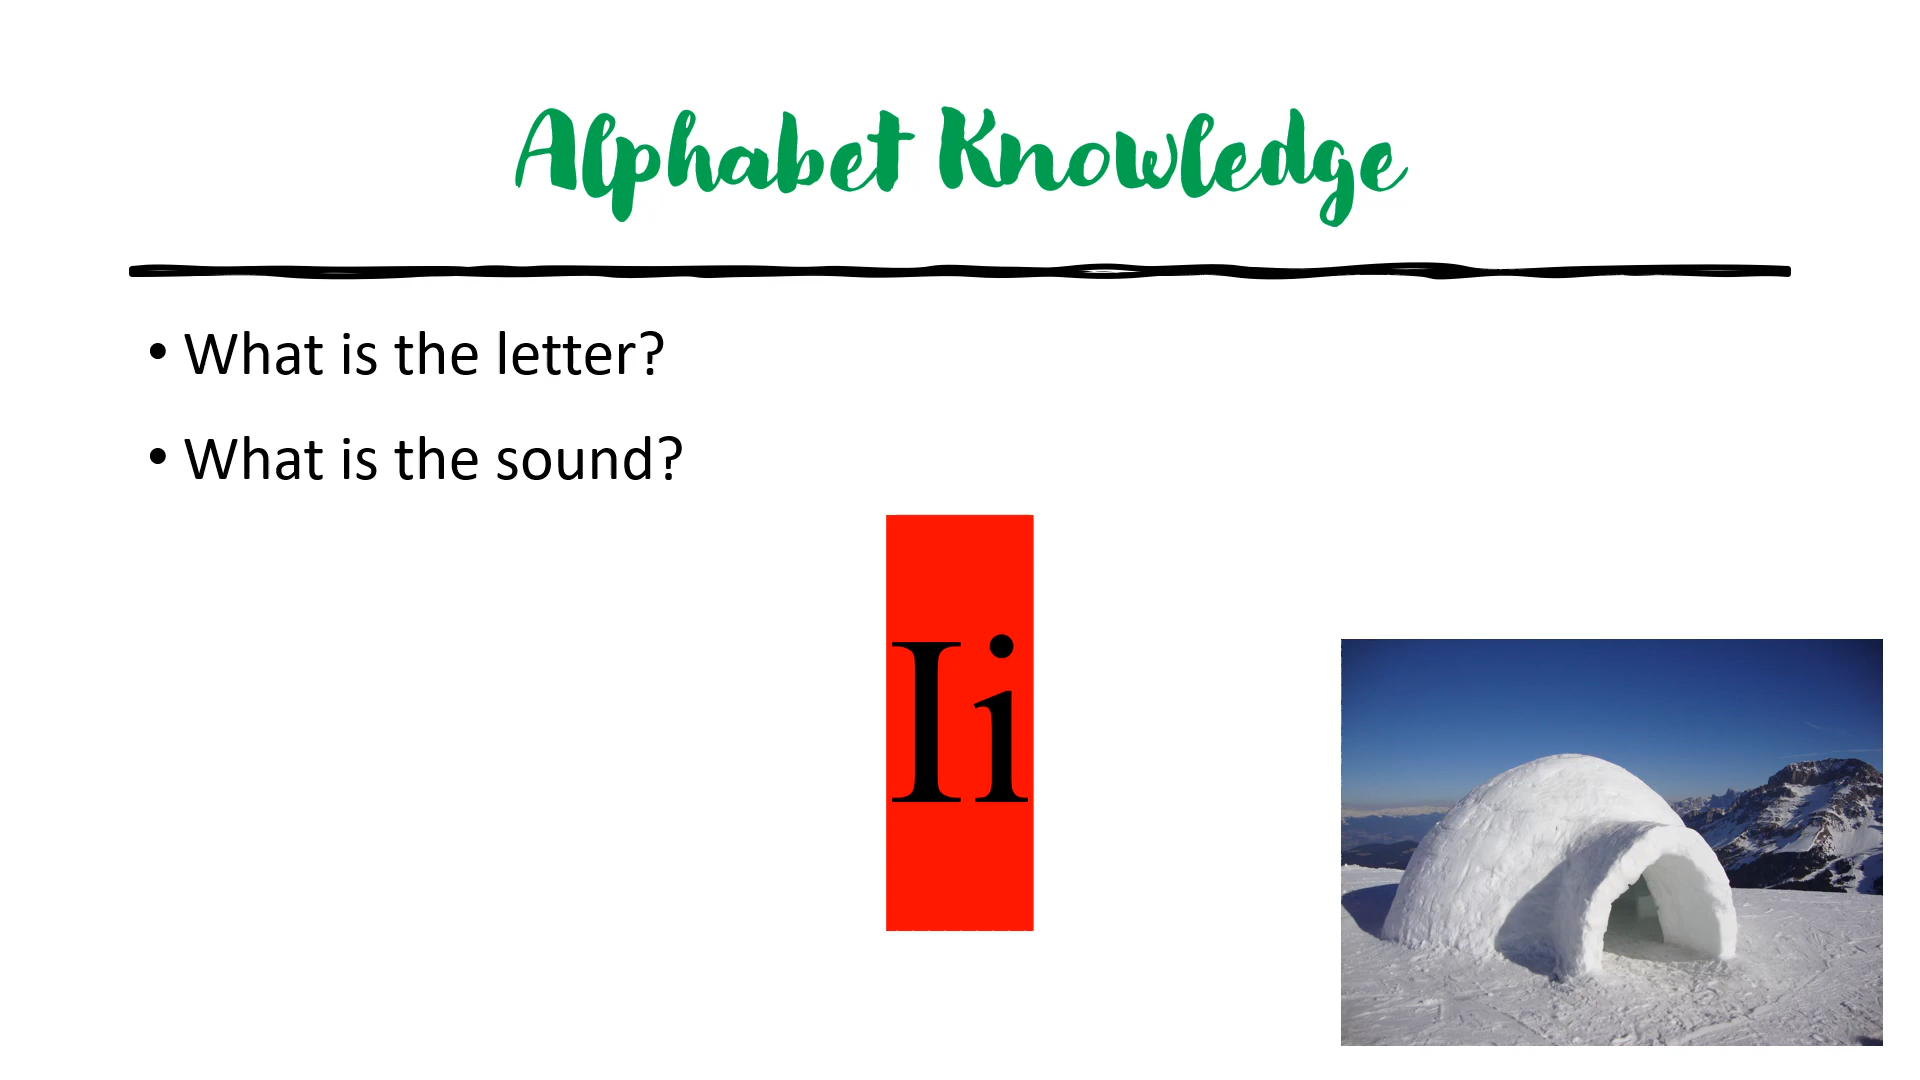 Alphabet Knowledge
• What is the letter?
• What is the sound?
Ii